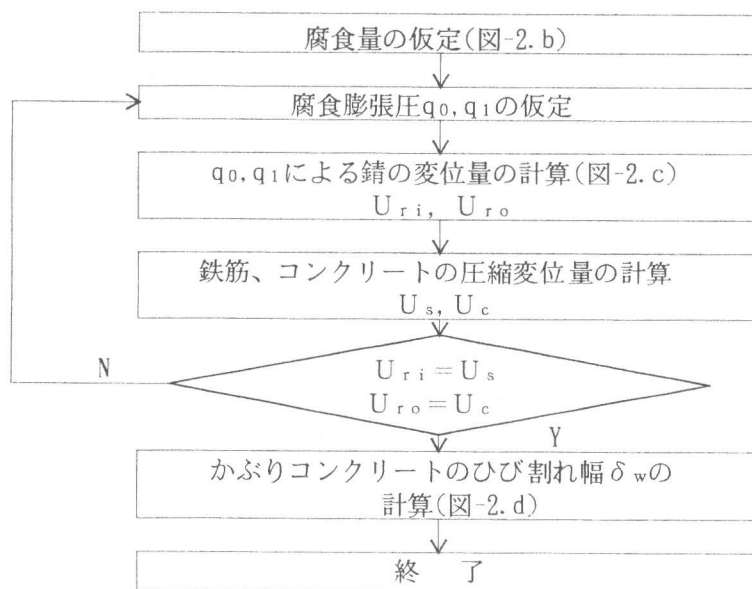 腐食量の仮定(図-2.b)
腐食膨張圧q₀,q₁の仮定
q₀,q₁による錆の変位量の計算(図-2.c)
Uᵣᵢ, Uᵣₒ
鉄筋、コンクリートの圧縮変位量の計算
Uₛ, U꜀
N
Uᵣᵢ=Uₛ
Uᵣₒ=U꜀
Y
かぶりコンクリートのひび割れ幅δwの
計算(図-2.d)
終 了